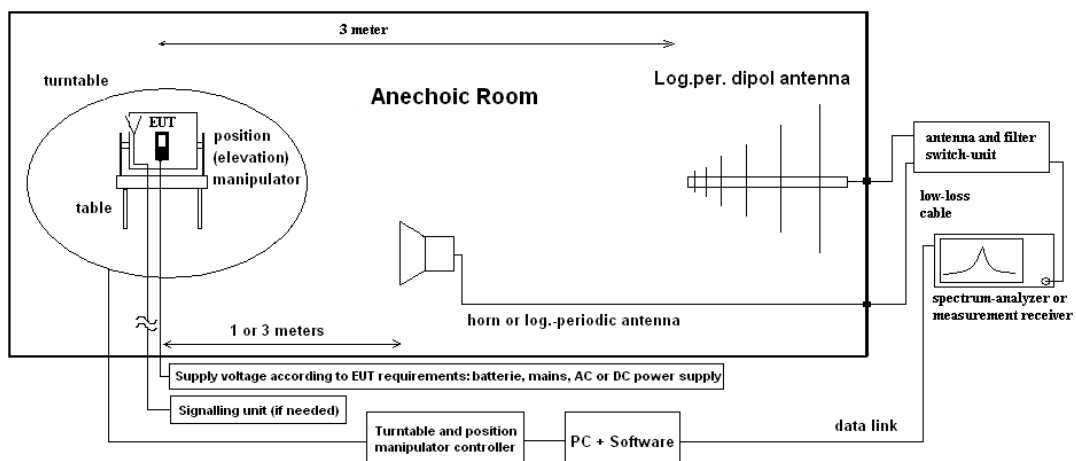 3 meter
turntable
Log.per. dipol antenna
Anechoic Room
EUT
position
(elevation)
manipulator
table
antenna and filter
switch-unit
low-loss
cable
spectrum-analyzer or
measurement receiver
horn or log.-periodic antenna
1 or 3 meters
Supply voltage according to EUT requirements: batterie, mains, AC or DC power supply
Signalling unit (if needed)
Turntable and position
manipulator controller
PC + Software
data link